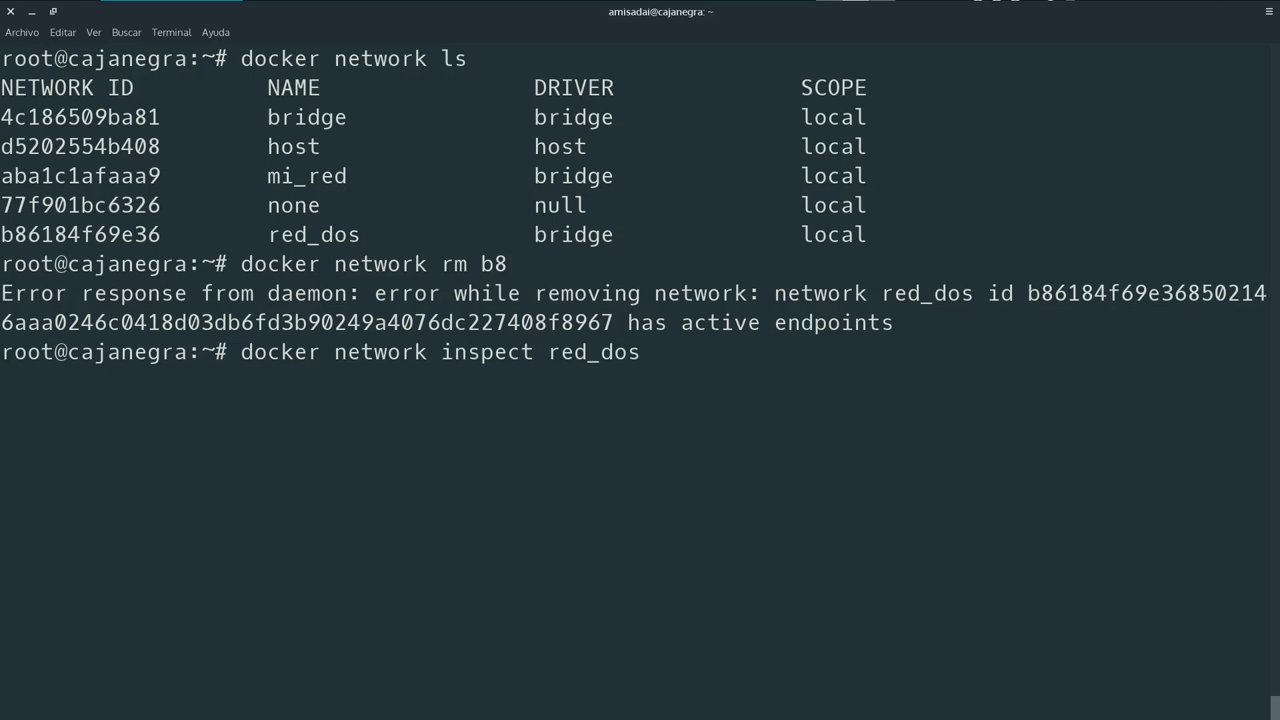 amisadai@cajanegra: ~
Archivo Editar Ver Buscar Terminal Ayuda
root@cajanegra:~# docker network ls
NETWORK ID NAME DRIVER SCOPE
4c186509ba81 bridge bridge local
d5202554b408 host host local
aba1c1afaaa9 mi_red bridge local
77f901bc6326 none null local
b86184f69e36 red_dos bridge local
root@cajanegra:~# docker network rm b8
Error response from daemon: error while removing network: network red_dos id b86184f69e36850214
6aaa0246c0418d03db6fd3b90249a4076dc227408f8967 has active endpoints
root@cajanegra:~# docker network inspect red_dos